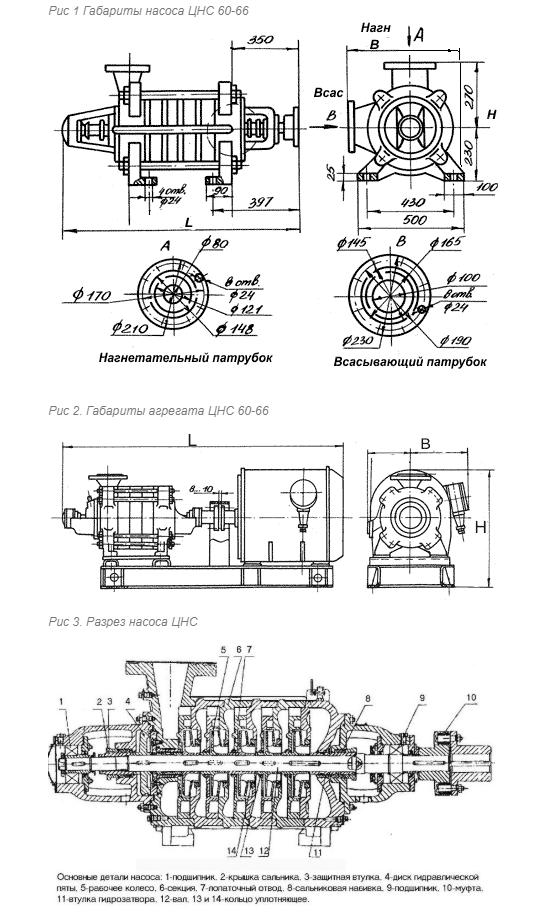 Рис 1 Габариты насоса ЦНС 60-66
Нагн
В
А
350
Всас
В
210
Н
230
25
4 отв.
ф24
90
397
100
430
500
L
А
ф80
8 отв.
ф24
ф170
ф121
ф210
ф148
Нагнетательный патрубок
ф145
В
ф165
ф100
8 отв.
ф24
ф230
ф190
Всасывающий патрубок
Рис 2. Габариты агрегата ЦНС 60-66
L
В
8...10
Н
Рис 3. Разрез насоса ЦНС
5 6 7
1 2 3 4 8 9 10
14 13 12 11
Основные детали насоса: 1-подшипник. 2-крышка сальника. 3-защитная втулка. 4-диск гидравлической
пяты, 5-рабочее колесо, 6-секция, 7-лопаточный отвод. 8-сальниковая набивка. 9-подшипник. 10-муфта.
11-втулка гидрозатвора. 12-вал. 13 и 14-кольцо уплотняющее.